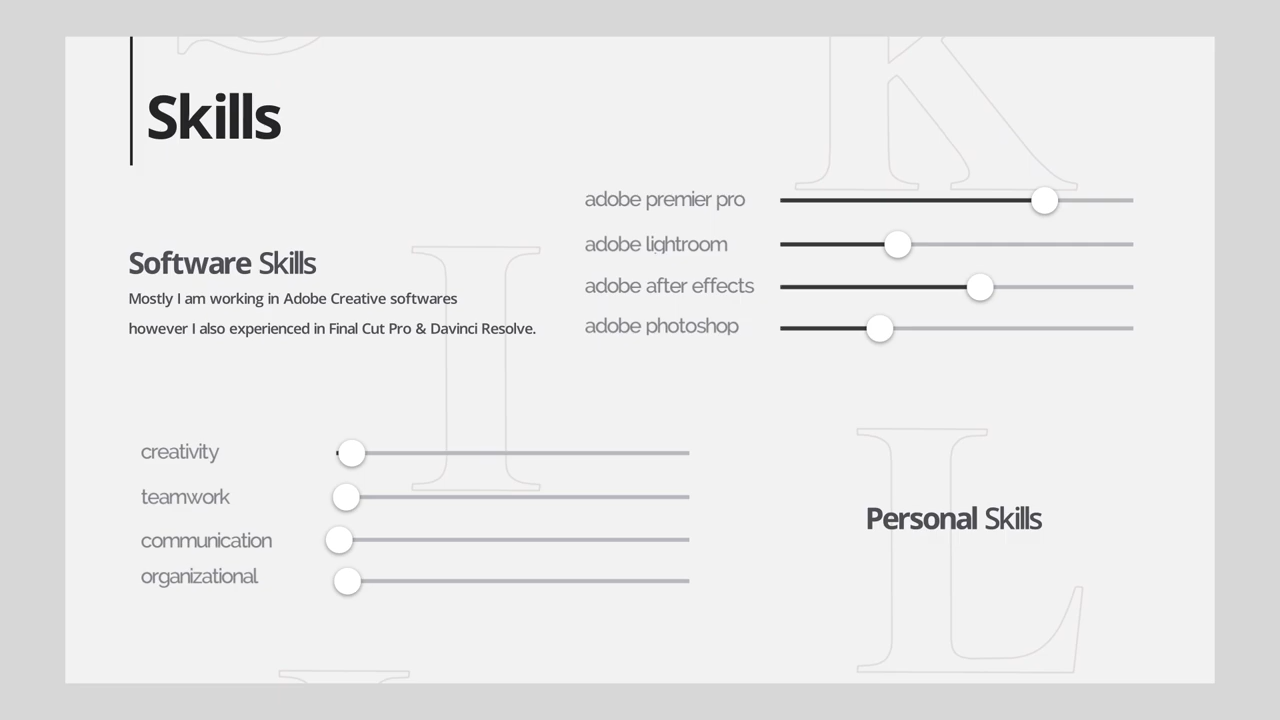 Skills
Software Skills
Mostly I am working in Adobe Creative softwares
however I also experienced in Final Cut Pro & Davinci Resolve.
adobe premier pro
adobe lightroom
adobe after effects
adobe photoshop
creativity
teamwork
communication
organizational
Personal Skills
K
I
L